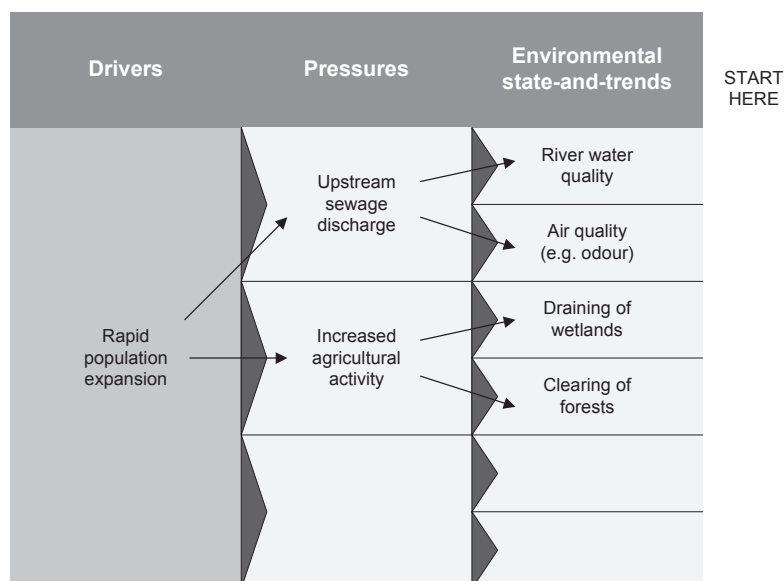 Drivers
Pressures
Environmental
state-and-trends
START
HERE
Upstream
sewage
discharge
River water
quality
Air quality
(e.g. odour)
Rapid
population
expansion
Increased
agricultural
activity
Draining of
wetlands
Clearing of
forests